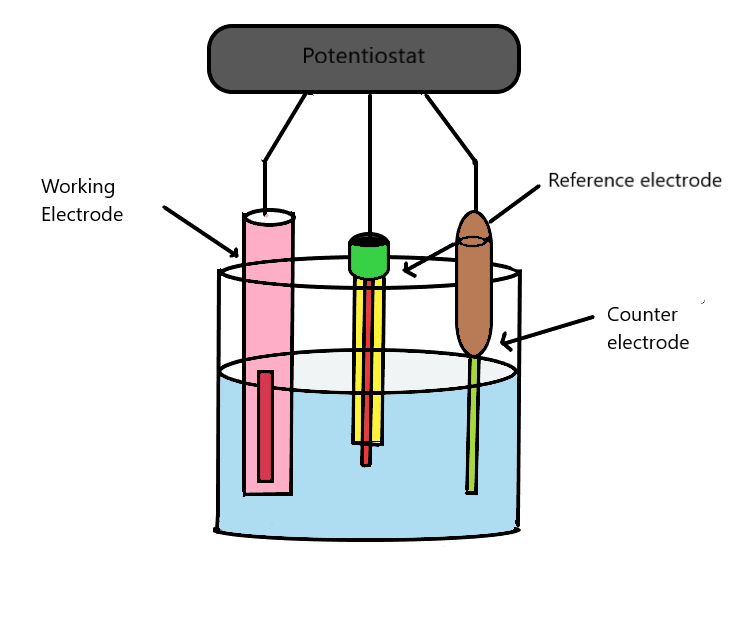 Potentiostat
Working
Electrode
Reference electrode
Counter
electrode